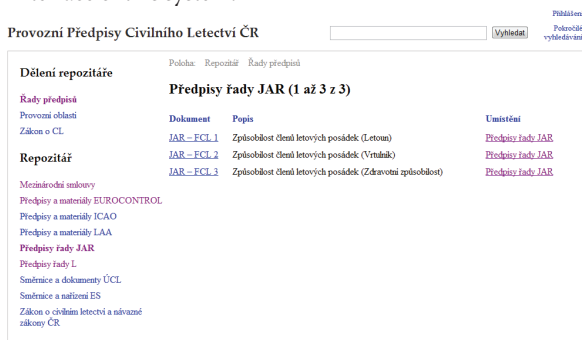 Přihlášení
Provozní Předpisy Civilního Letectví ČR
Vyhledat
Pokročilé
vyhledávání
Dělení repozitáře
Řady předpisů
Provozní oblasti
Zákon o CL
Repozitář
Mezinárodní smlouvy
Předpisy a materiály EUROCONTROL
Předpisy a materiály ICAO
Předpisy a materiály LAA
Předpisy řady JAR
Předpisy řady L
Směrnice a dokumenty ÚCL
Směrnice a nařízení ES
Zákon o civilním letectví a návazné
zákony ČR
Poloha: Repozitář Řady předpisů
Předpisy řady JAR (1 až 3 z 3)
Dokument Popis Umístění
JAR – FCL 1 Způsobilost členů letových posádek (Letoun) Předpisy řady JAR
JAR – FCL 2 Způsobilost členů letových posádek (Vrtulník) Předpisy řady JAR
JAR – FCL 3 Způsobilost členů letových posádek (Zdravotní způsobilost) Předpisy řady JAR